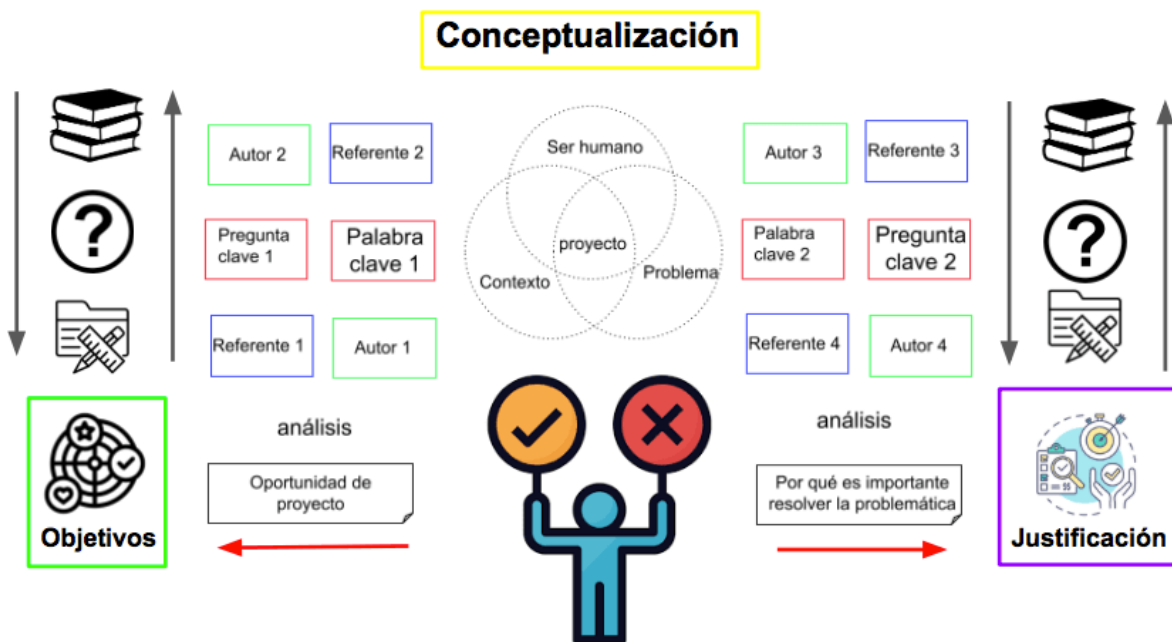 Conceptualización
Autor 2
Referente 2
Pregunta
clave 1
Palabra
clave 1
Referente 1
Autor 1
análisis
Oportunidad de
proyecto
Objetivos
Ser humano
proyecto
Contexto
Problema
Autor 3
Referente 3
Palabra
clave 2
Pregunta
clave 2
Referente 4
Autor 4
análisis
Por qué es importante
resolver la problemática
Justificación